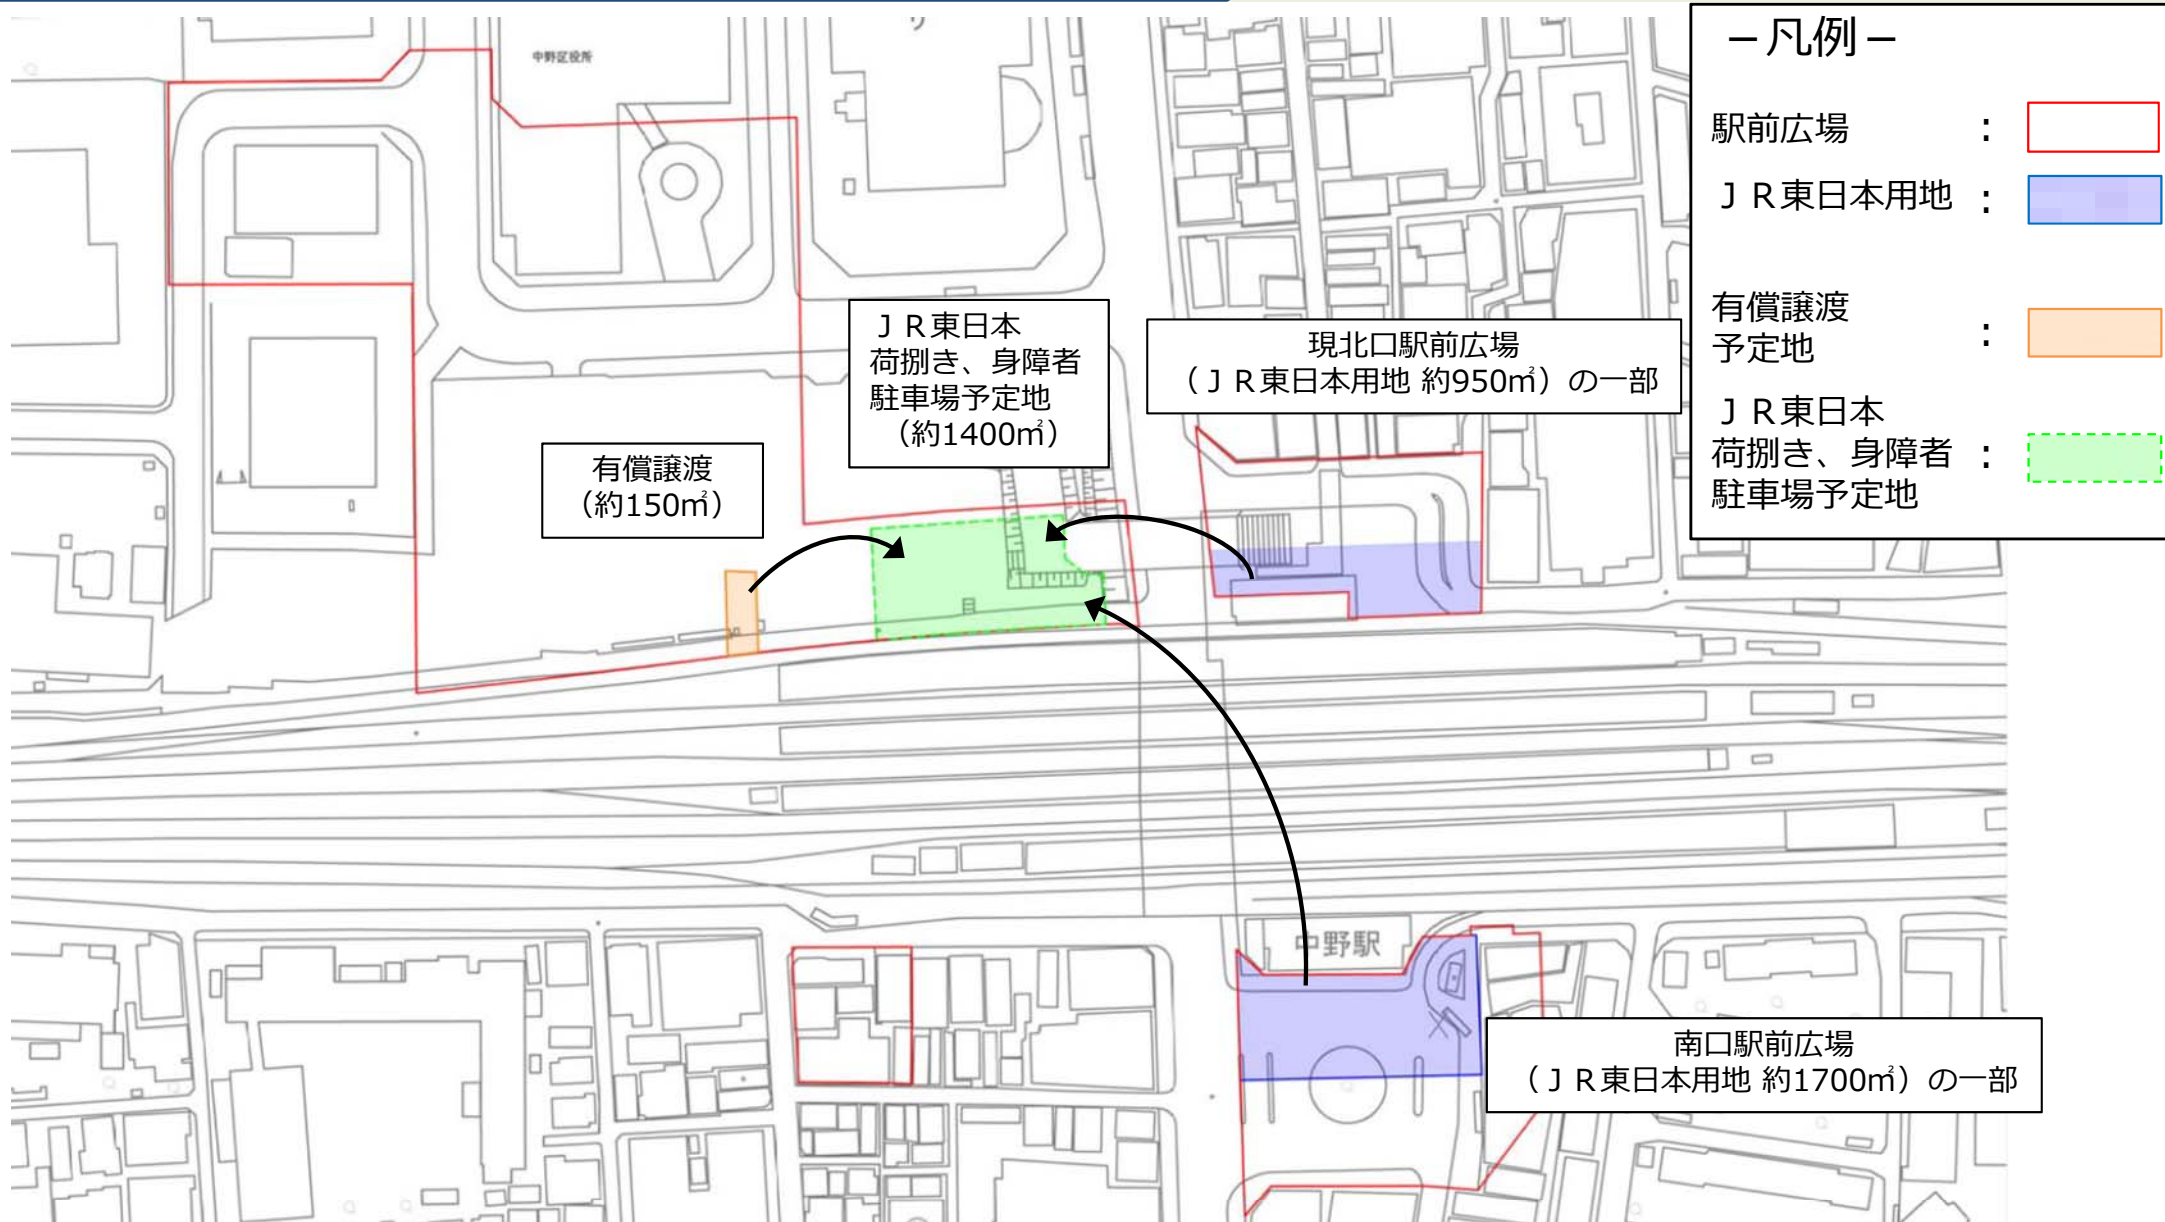 中野区役所
り
－凡例－
駅前広場 ：
ＪＲ東日本用地 ：
有償譲渡
予定地 ：
ＪＲ東日本
荷捌き、身障者 ：
駐車場予定地
ＪＲ東日本
荷捌き、身障者
駐車場予定地
（約1400㎡）
現北口駅前広場
（ＪＲ東日本用地 約950㎡）の一部
有償譲渡
（約150㎡）
中野駅
南口駅前広場
（ＪＲ東日本用地 約1700㎡）の一部